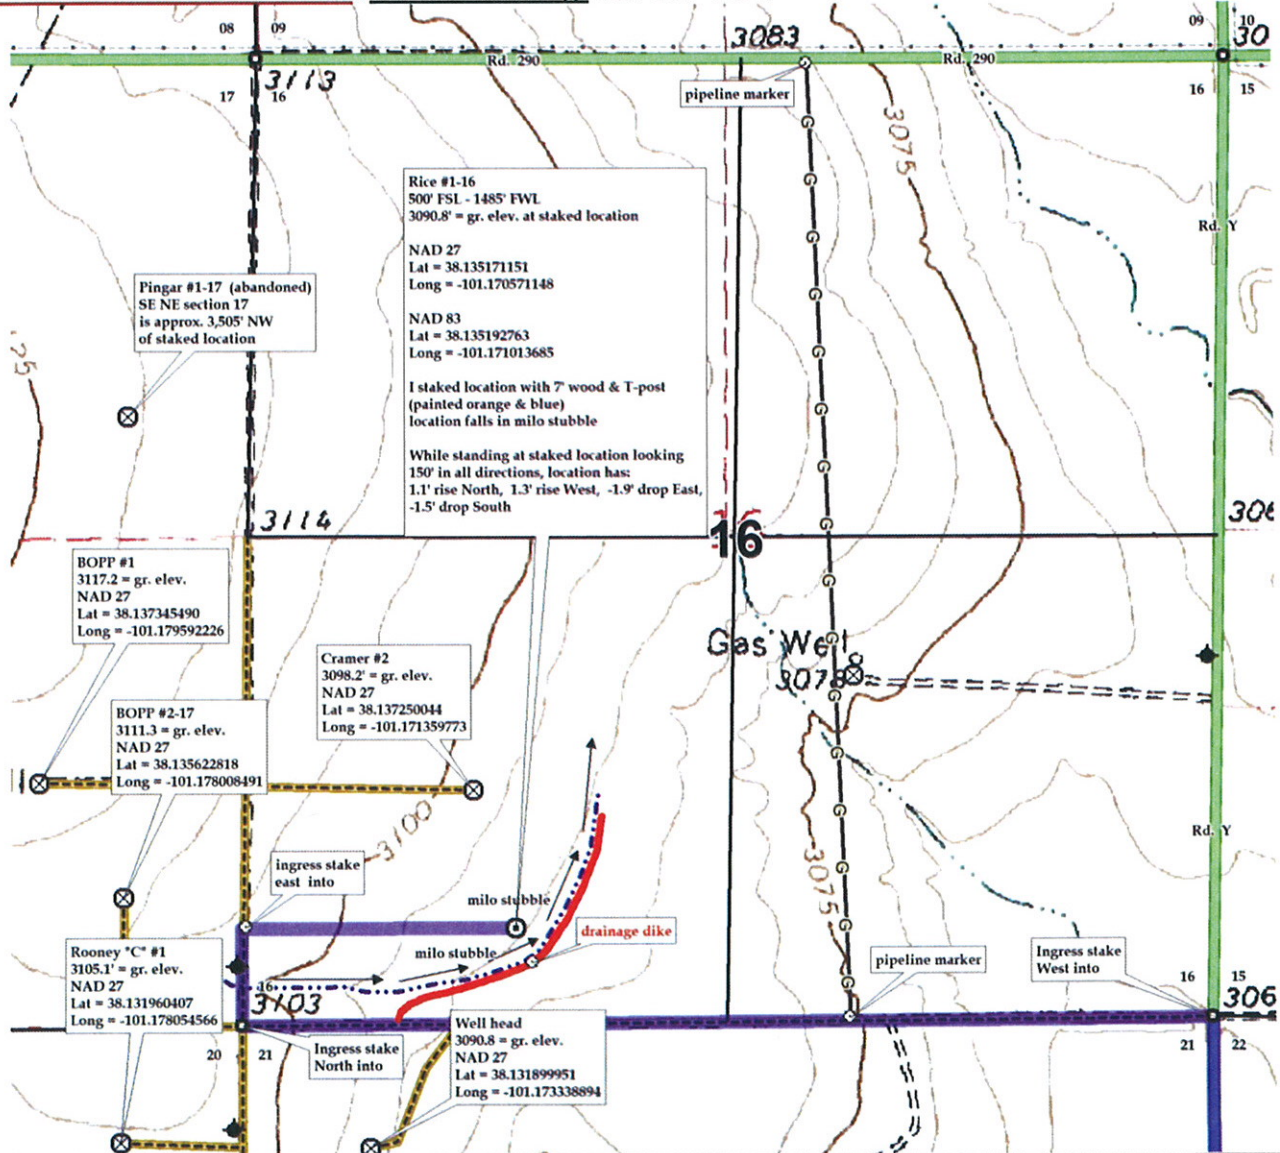 08 09
3083
09 10
30
Rd. 290
Rd. 290
3113
17 16
16 15
pipeline marker
3075
Rice #1-16
500' FSL - 1485' FWL
3090.8' = gr. elev. at staked location
NAD 27
Lat = 38.135171151
Long = -101.170571148
NAD 83
Lat = 38.135192763
Long = -101.171013685
I staked location with 7' wood & T-post
(painted orange & blue)
location falls in milo stubble
While standing at staked location looking
150' in all directions, location has:
1.1' rise North, 1.3' rise West, -1.9' drop East,
-1.5' drop South
Rd. Y
Pingar #1-17 (abandoned)
SE NE section 17
is approx. 3,505' NW
of staked location
25
3114
16
306
BOPP #1
3117.2 = gr. elev.
NAD 27
Lat = 38.137345490
Long = -101.179592226
Gas Well
3078
Cramer #2
3098.2' = gr. elev.
NAD 27
Lat = 38.137250044
Long = -101.171359773
BOPP #2-17
3111.3 = gr. elev.
NAD 27
Lat = 38.135622818
Long = -101.178008491
3100
Rd. Y
3075
ingress stake
east into
milo stubble
milo stubble
drainage dike
Rooney "C" #1
3105.1' = gr. elev.
NAD 27
Lat = 38.131960407
Long = -101.178054566
pipeline marker
Ingress stake
West into
16 15
16
3103
306
20 21
21 22
Ingress stake
North into
Well head
3090.8 = gr. elev.
NAD 27
Lat = 38.131899951
Long = -101.173338894
G G G G G G G G G G G G G G G G